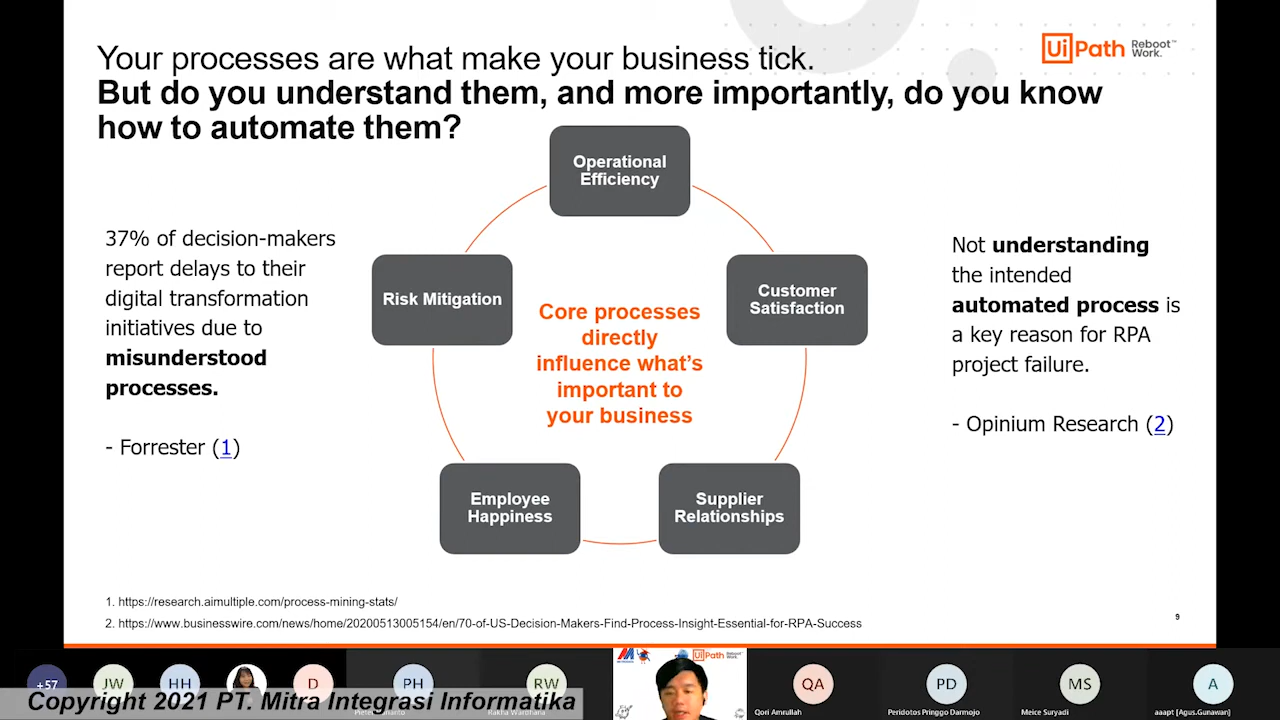 Your processes are what make your business tick.
But do you understand them, and more importantly, do you know
how to automate them?
UiPath Reboot
Work.™
Operational
Efficiency
37% of decision-makers
report delays to their
digital transformation
initiatives due to
misunderstood
processes.
- Forrester (1)
Risk Mitigation
Customer
Satisfaction
Core processes
directly
influence what's
important to
your business
Employee
Happiness
Supplier
Relationships
Not understanding
the intended
automated process is
a key reason for RPA
project failure.
- Opinium Research (2)
1. https://research.aimultiple.com/process-mining-stats/
2. https://www.businesswire.com/news/home/20200513005154/en/70-of-US-Decision-Makers-Find-Process-Insight-Essential-for-RPA-Success
9
+57
JW
HH
D
PH
RW
UiPath Reboot
Work.
QA
PD
MS
A
Copyright 2021 PT. Mitra Integrasi Informatika
Qori Amrullah
Peridotos Pringgo Darmojo
Meice Suryadi
aaapt [Agus.Gunawan]